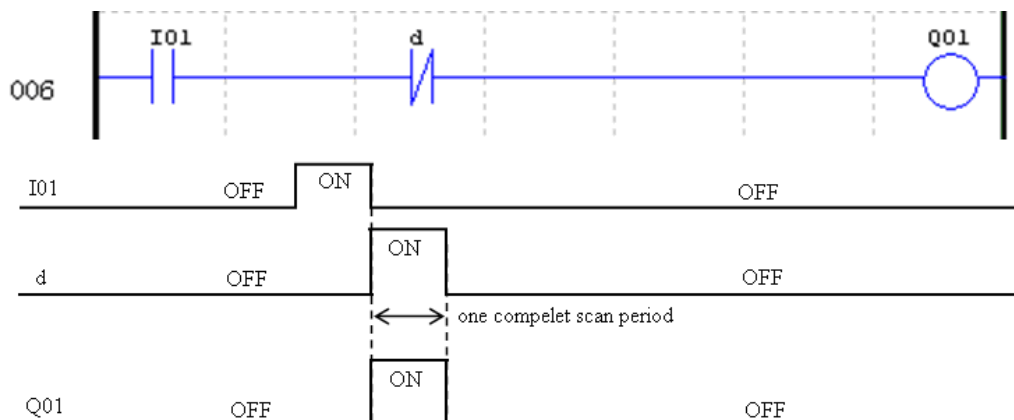 I01 d Q01
006
I01 OFF ON OFF
d OFF ON OFF
one compelet scan period
Q01 OFF ON OFF